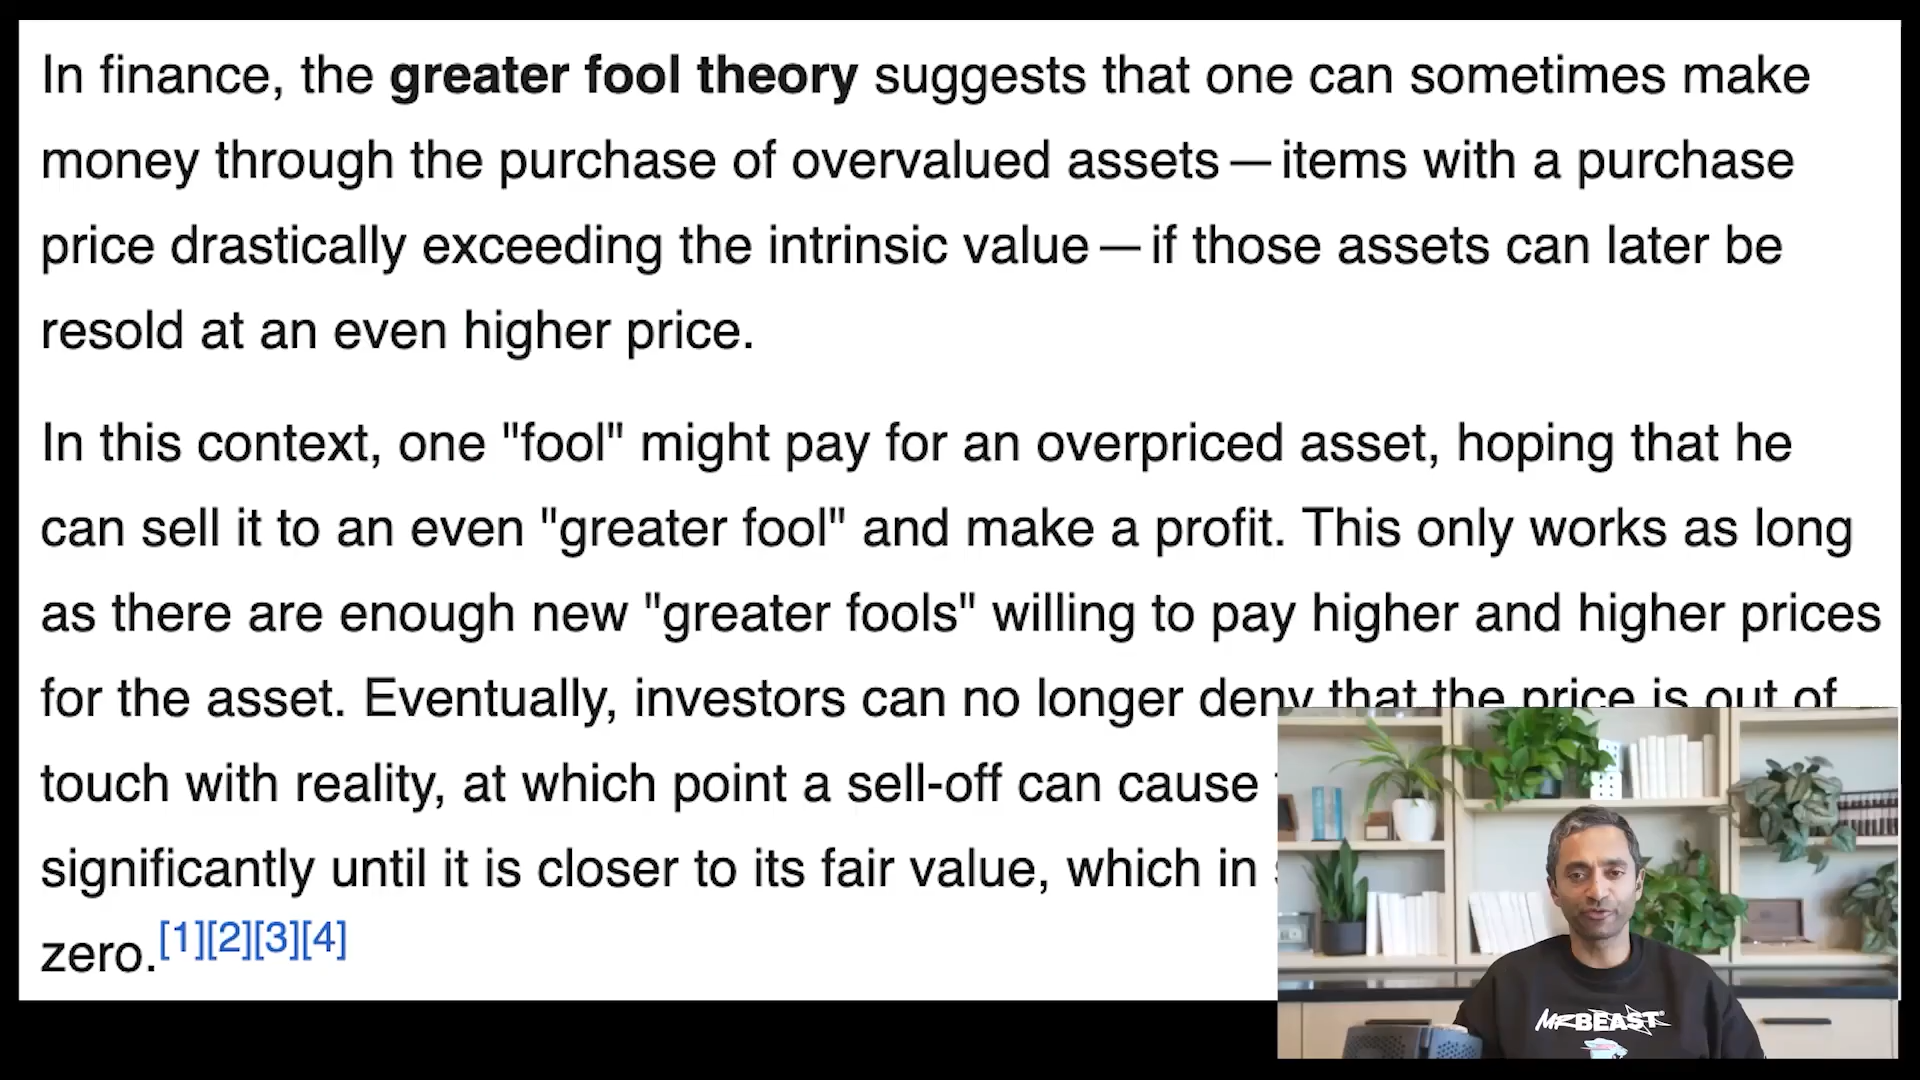 In finance, the greater fool theory suggests that one can sometimes make
money through the purchase of overvalued assets—items with a purchase
price drastically exceeding the intrinsic value—if those assets can later be
resold at an even higher price.
In this context, one "fool" might pay for an overpriced asset, hoping that he
can sell it to an even "greater fool" and make a profit. This only works as long
as there are enough new "greater fools" willing to pay higher and higher prices
for the asset. Eventually, investors can no longer deny that the price is out of
touch with reality, at which point a sell-off can cause
significantly until it is closer to its fair value, which in
zero.[1][2][3][4]
MRBEAST